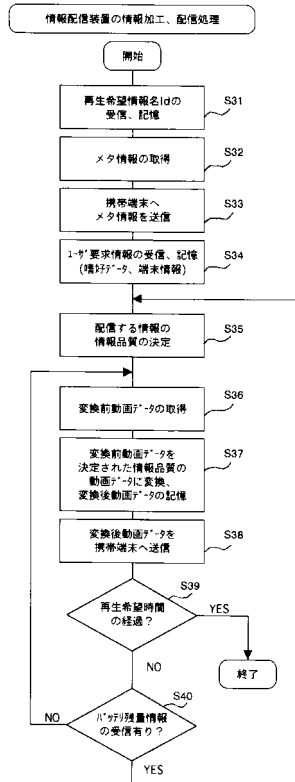 情報配信装置の情報加工、配信処理
開始
再生希望情報名Idの
受信、記憶
S31
メタ情報の取得
S32
携帯端末へ
メタ情報を送信
S33
ﾕｰｻﾞ要求情報の受信、記憶
(嗜好ﾃﾞｰﾀ、端末情報)
S34
配信する情報の
情報品質の決定
S35
変換前動画データの取得
S36
変換前動画データを
決定された情報品質の
動画データに変換、
変換後動画データの記憶
S37
変換後動画データを
携帯端末へ送信
S38
再生希望時間
の経過？
S39
YES
NO
終了
ﾊﾞｯﾃﾘ残量情報
の受信有り？
S40
NO
YES